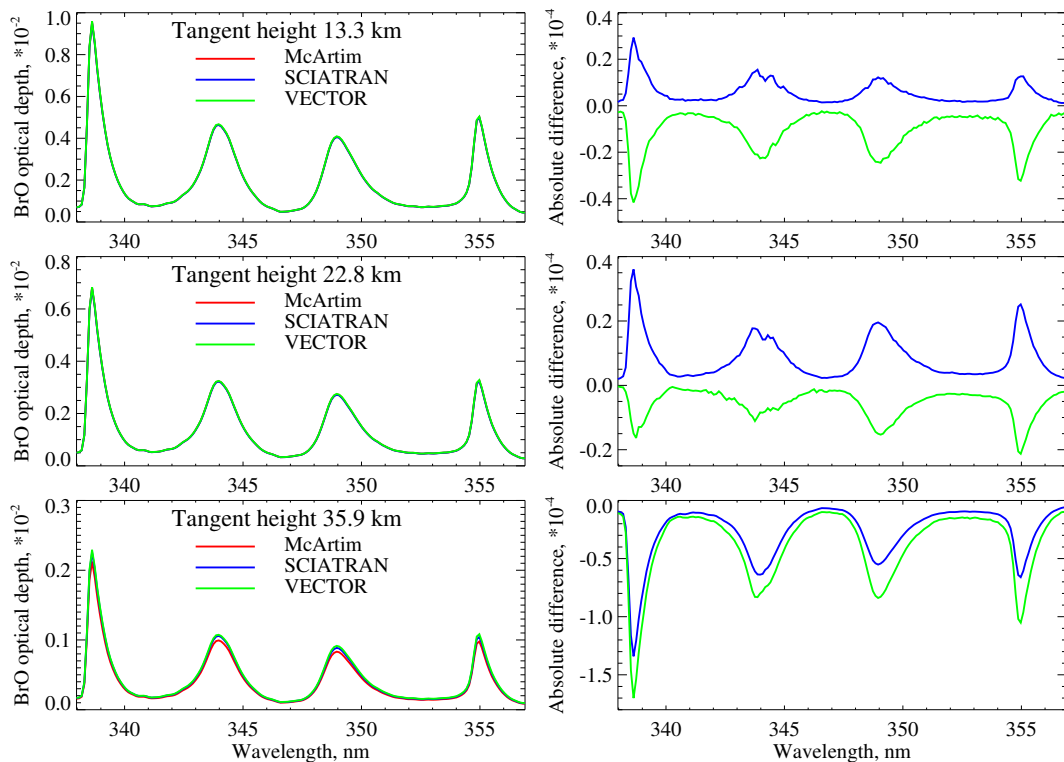 BrO optical depth, *10⁻²
1.0
0.8
0.6
0.4
0.2
0.0
Tangent height 13.3 km
McArtim
SCIATRAN
VECTOR
340
345
350
355
Absolute difference, *10⁻⁴
0.4
0.2
0.0
-0.2
-0.4
340
345
350
355
BrO optical depth, *10⁻²
0.8
0.6
0.4
0.2
0.0
Tangent height 22.8 km
McArtim
SCIATRAN
VECTOR
340
345
350
355
Absolute difference, *10⁻⁴
0.4
0.2
0.0
-0.2
340
345
350
355
BrO optical depth, *10⁻²
0.3
0.2
0.1
0.0
Tangent height 35.9 km
McArtim
SCIATRAN
VECTOR
340
345
350
355
Wavelength, nm
Absolute difference, *10⁻⁴
0.0
-0.5
-1.0
-1.5
340
345
350
355
Wavelength, nm